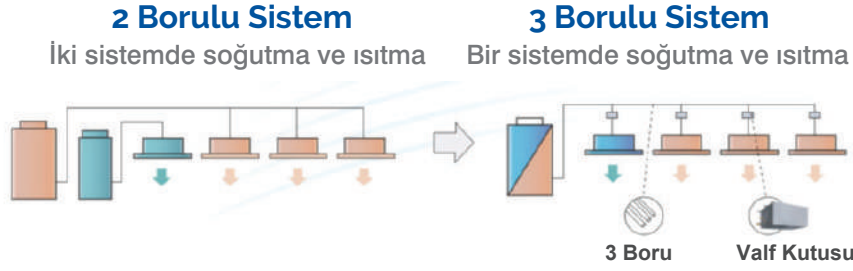 2 Borulu Sistem
İki sistemde soğutma ve ısıtma
3 Borulu Sistem
Bir sistemde soğutma ve ısıtma
3 Boru
Valf Kutusu